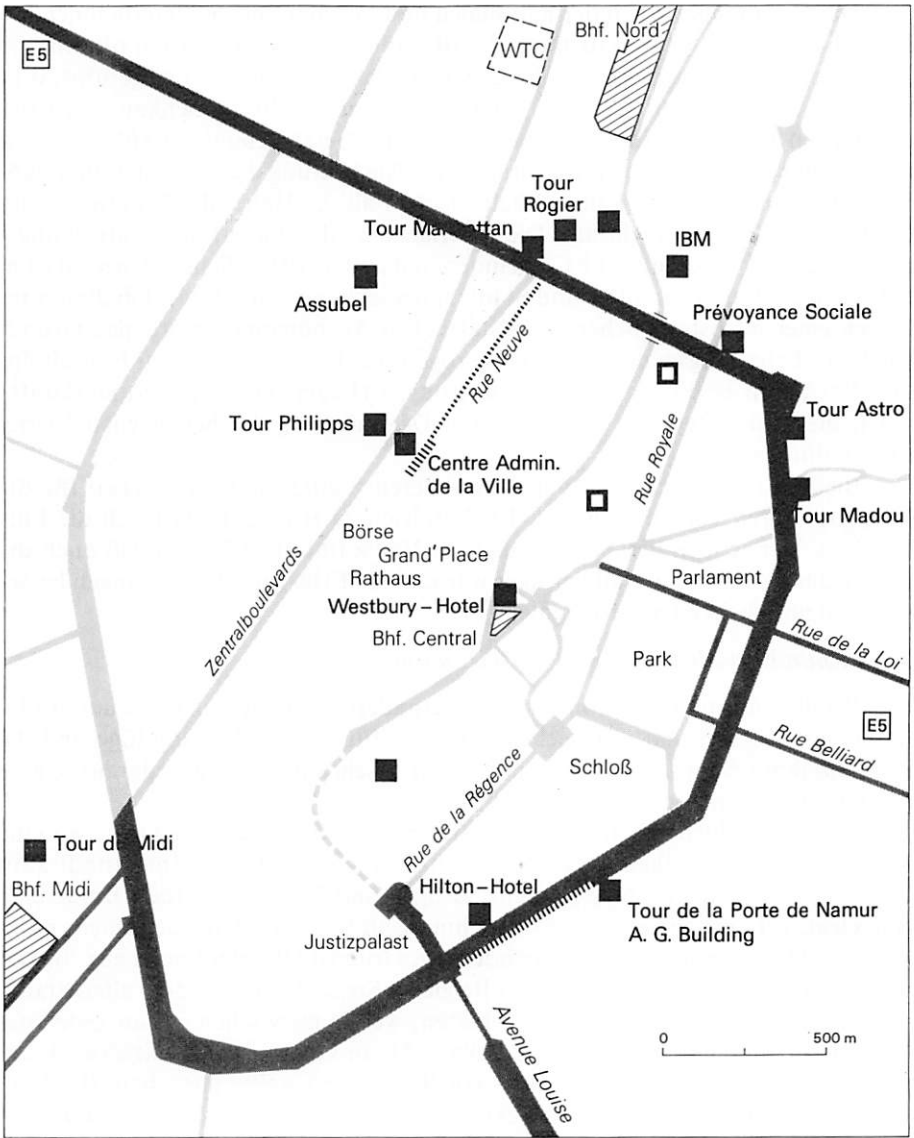 E5
WTC
Bhf. Nord
Tour
Rogier
Tour Manhattan
IBM
Assubel
Prévoyance Sociale
Rue Neuve
Tour Astro
Tour Philipps
Centre Admin.
de la Ville
Rue Royale
Tour Madou
Börse
Grand'Place
Rathaus
Westbury-Hotel
Bhf. Central
Zentralboulevards
Parlament
Rue de la Loi
Park
E5
Rue Belliard
Schloß
Rue de la Régence
Tour du Midi
Bhf. Midi
Hilton-Hotel
Tour de la Porte de Namur
A. G. Building
Justizpalast
Avenue Louise
0 500 m